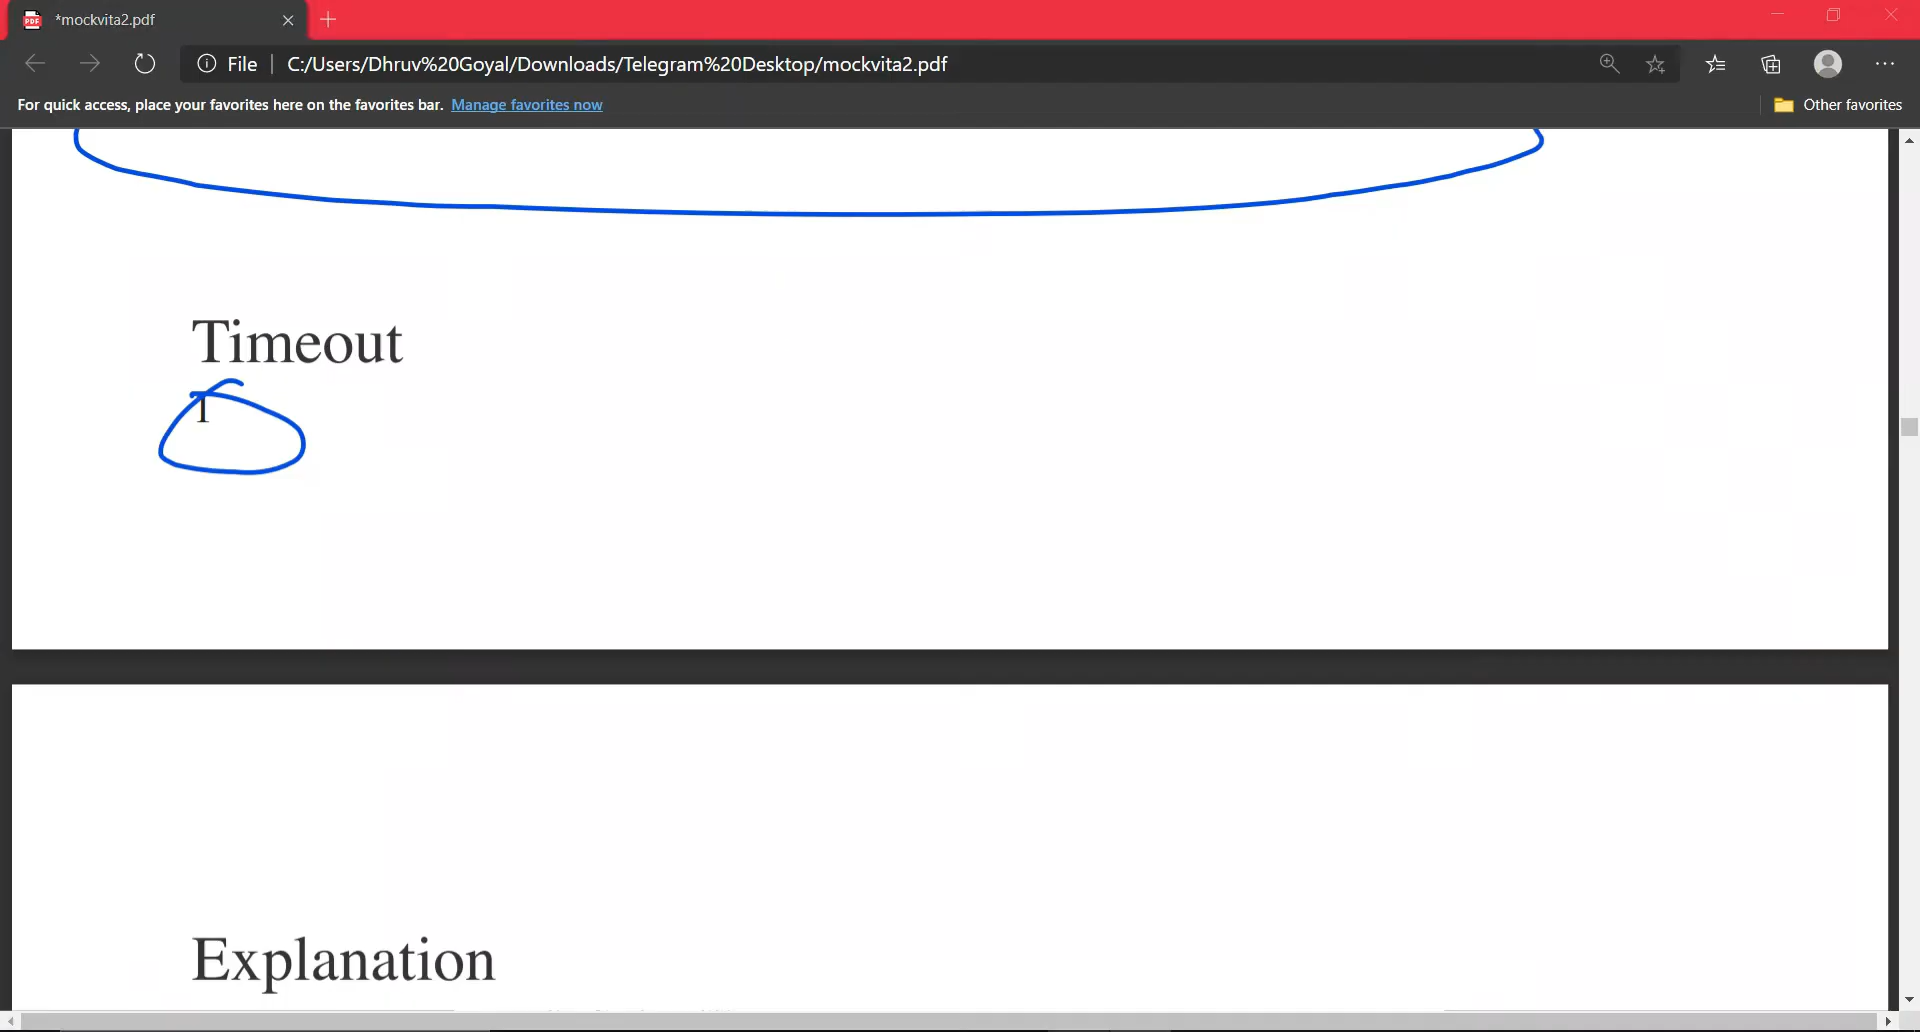 *mockvita2.pdf
File
C:/Users/Dhruv%20Goyal/Downloads/Telegram%20Desktop/mockvita2.pdf
For quick access, place your favorites here on the favorites bar. Manage favorites now
Other favorites
Timeout
1
Explanation